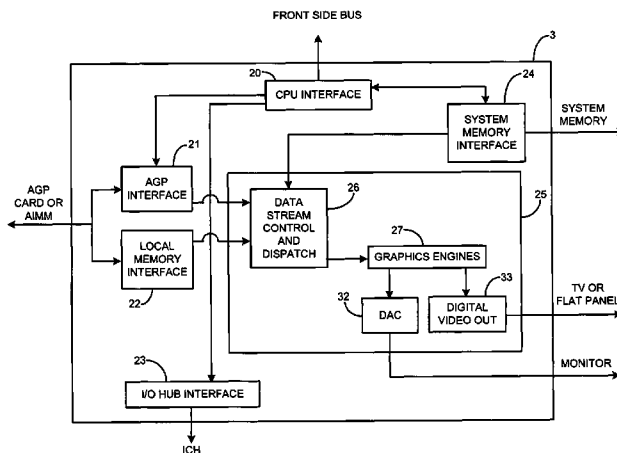 FRONT SIDE BUS
3
20
CPU INTERFACE
24
SYSTEM
MEMORY
INTERFACE
SYSTEM
MEMORY
21
AGP
INTERFACE
26
25
AGP
CARD OR
AIMM
DATA
STREAM
CONTROL
AND
DISPATCH
27
GRAPHICS ENGINES
LOCAL
MEMORY
INTERFACE
22
32
DAC
33
DIGITAL
VIDEO OUT
TV OR
FLAT PANEL
MONITOR
23
I/O HUB INTERFACE
ICH